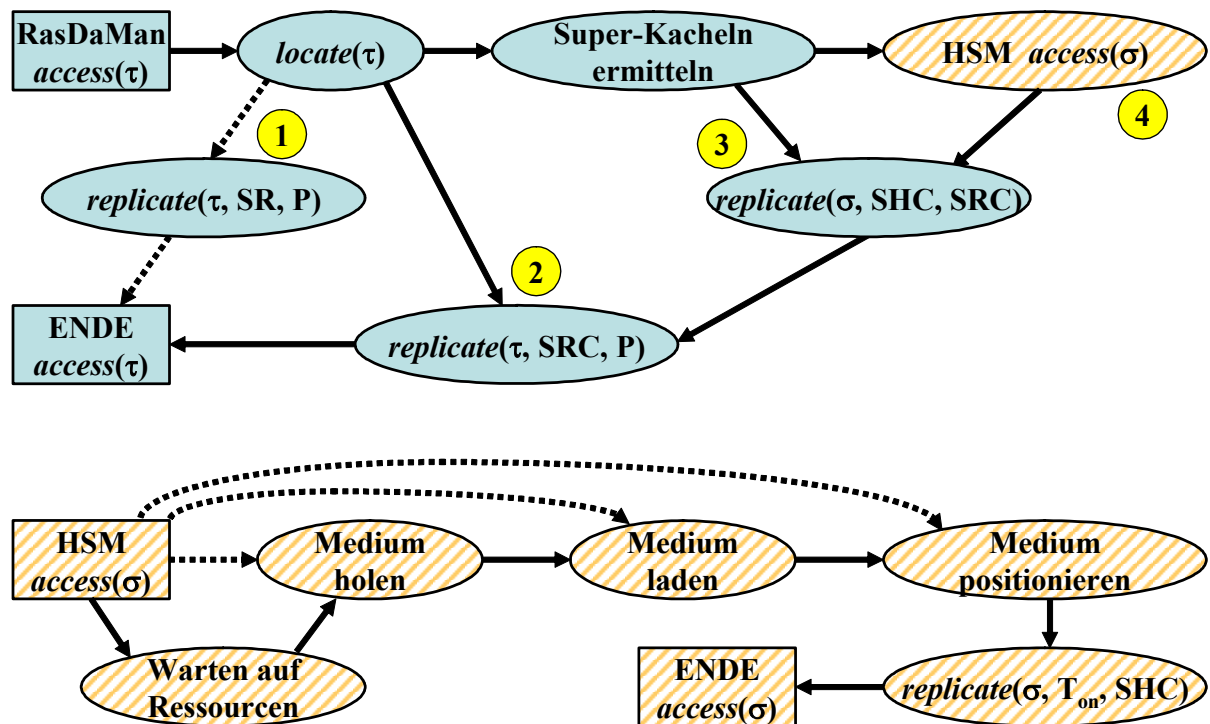 RasDaMan
access(τ)
locate(τ)
Super-Kacheln
ermitteln
HSM access(σ)
1
3
4
replicate(τ, SR, P)
replicate(σ, SHC, SRC)
2
ENDE
access(τ)
replicate(τ, SRC, P)
HSM
access(σ)
Medium
holen
Medium
laden
Medium
positionieren
Warten auf
Ressourcen
ENDE
access(σ)
replicate(σ, Ton, SHC)